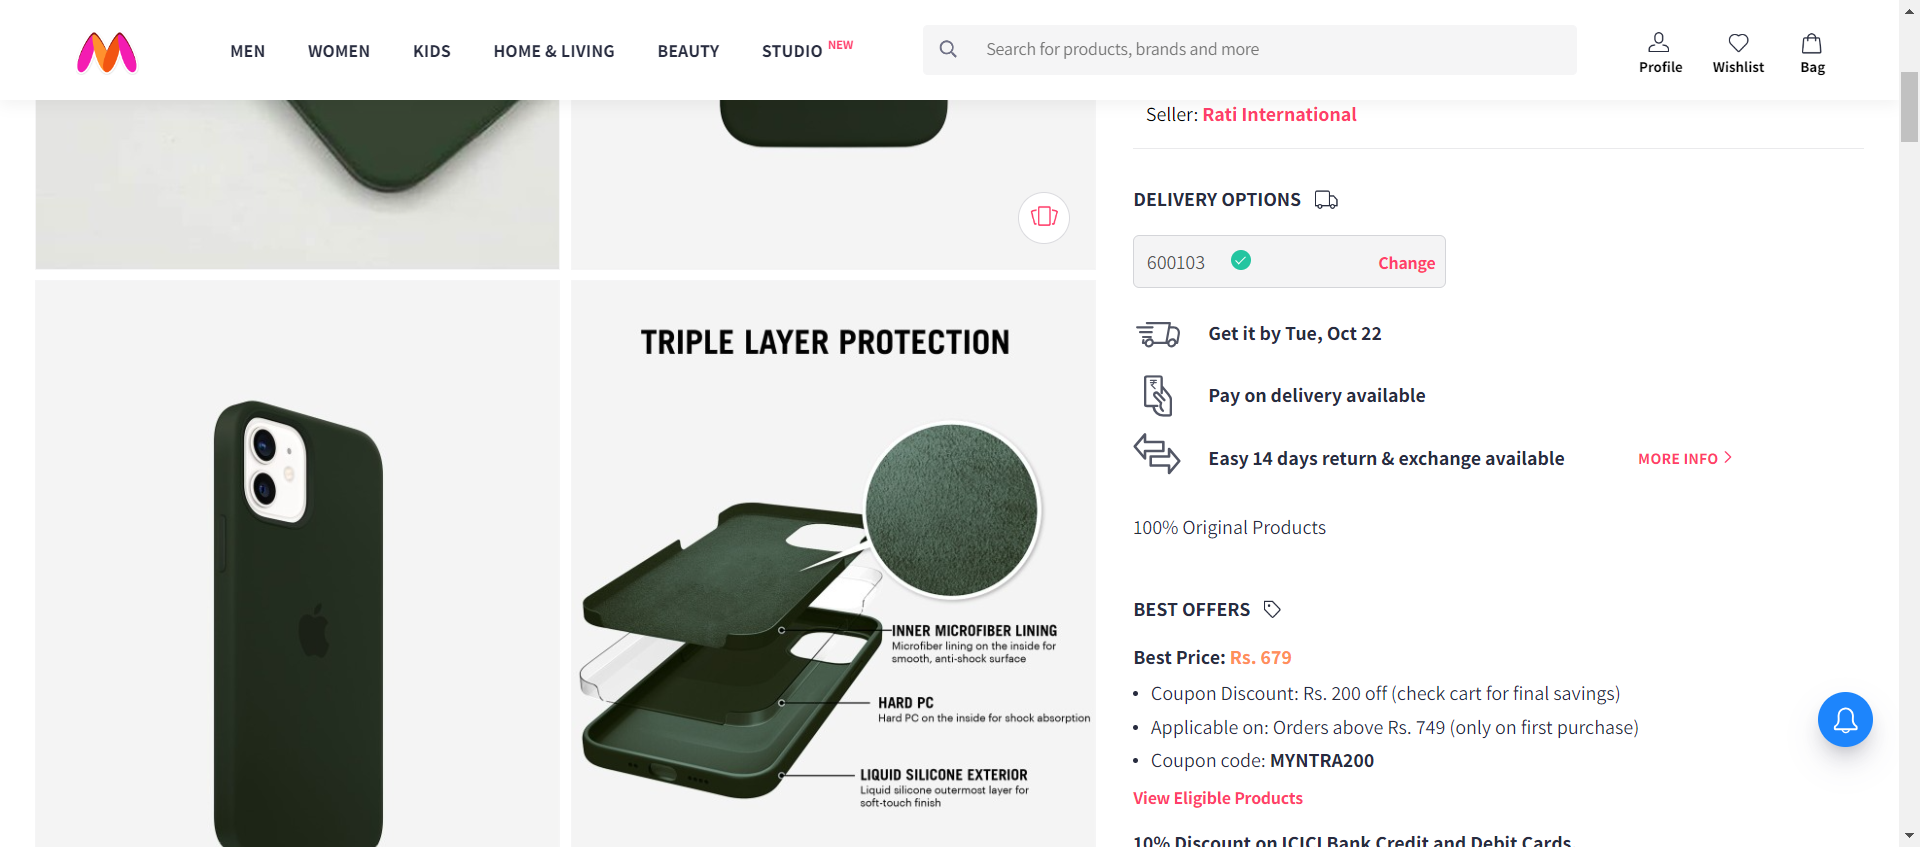 MEN WOMEN KIDS HOME & LIVING BEAUTY STUDIO NEW
Search for products, brands and more
Profile Wishlist Bag
TRIPLE LAYER PROTECTION
INNER MICROFIBER LINING
Microfiber lining on the inside for
smooth, anti-shock surface
HARD PC
Hard PC on the inside for shock absorption
LIQUID SILICONE EXTERIOR
Liquid silicone outermost layer for
soft-touch finish
Seller: Rati International
DELIVERY OPTIONS
600103 Change
Get it by Tue, Oct 22
₹
Pay on delivery available
Easy 14 days return & exchange available MORE INFO
100% Original Products
BEST OFFERS
Best Price: Rs. 679
• Coupon Discount: Rs. 200 off (check cart for final savings)
• Applicable on: Orders above Rs. 749 (only on first purchase)
• Coupon code: MYNTRA200
View Eligible Products
10% Discount on ICICI Bank Credit and Debit Cards